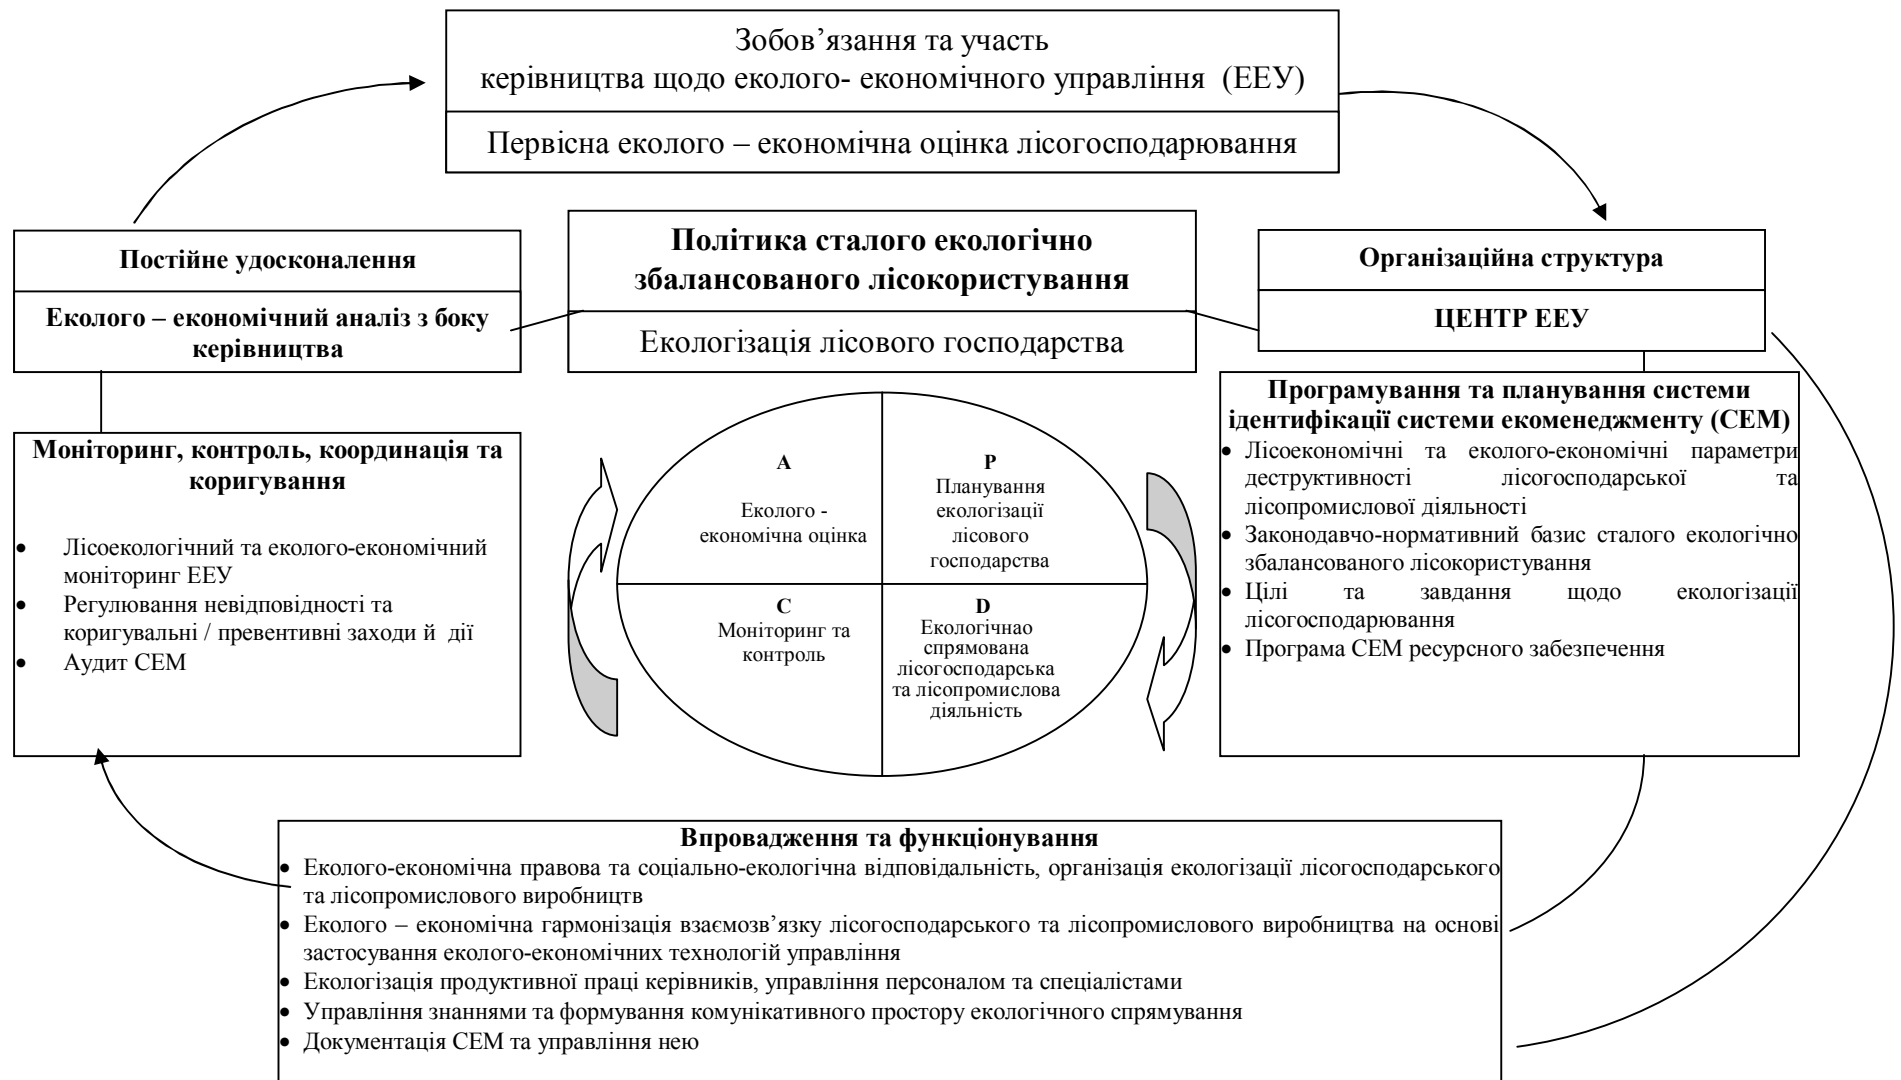 Зобов’язання та участь
керівництва щодо еколого- економічного управління  (ЕЕУ)
Первісна еколого – економічна оцінка лісогосподарювання
Постійне удосконалення
Еколого – економічний аналіз з боку
керівництва
Політика сталого екологічно
збалансованого лісокористування
Екологізація лісового господарства
Організаційна структура
ЦЕНТР ЕЕУ
Моніторинг, контроль, координація та
коригування
• Лісоекологічний та еколого-економічний
моніторинг ЕЕУ
• Регулювання невідповідності та
коригувальні / превентивні заходи й  дії
• Аудит СЕМ
А
Еколого -
економічна оцінка
Р
Планування
екологізації
лісового
господарства
С
Моніторинг та
контроль
D
Екологічнао
спрямована
лісогосподарська
та лісопромислова
діяльність
Програмування та планування системи
ідентифікації системи екоменеджменту (СЕМ)
• Лісоекономічні та еколого-економічні параметри
деструктивності лісогосподарської та
лісопромислової діяльності
• Законодавчо-нормативний базис сталого екологічно
збалансованого лісокористування
• Цілі та завдання щодо екологізації
лісогосподарювання
• Програма СЕМ ресурсного забезпечення
Впровадження та функціонування
• Еколого-економічна правова та соціально-екологічна відповідальність, організація екологізації лісогосподарського
та лісопромислового виробництв
• Еколого – економічна гармонізація взаємозв’язку лісогосподарського та лісопромислового виробництва на основі
застосування еколого-економічних технологій управління
• Екологізація продуктивної праці керівників, управління персоналом та спеціалістами
• Управління знаннями та формування комунікативного простору екологічного спрямування
• Документація СЕМ та управління нею